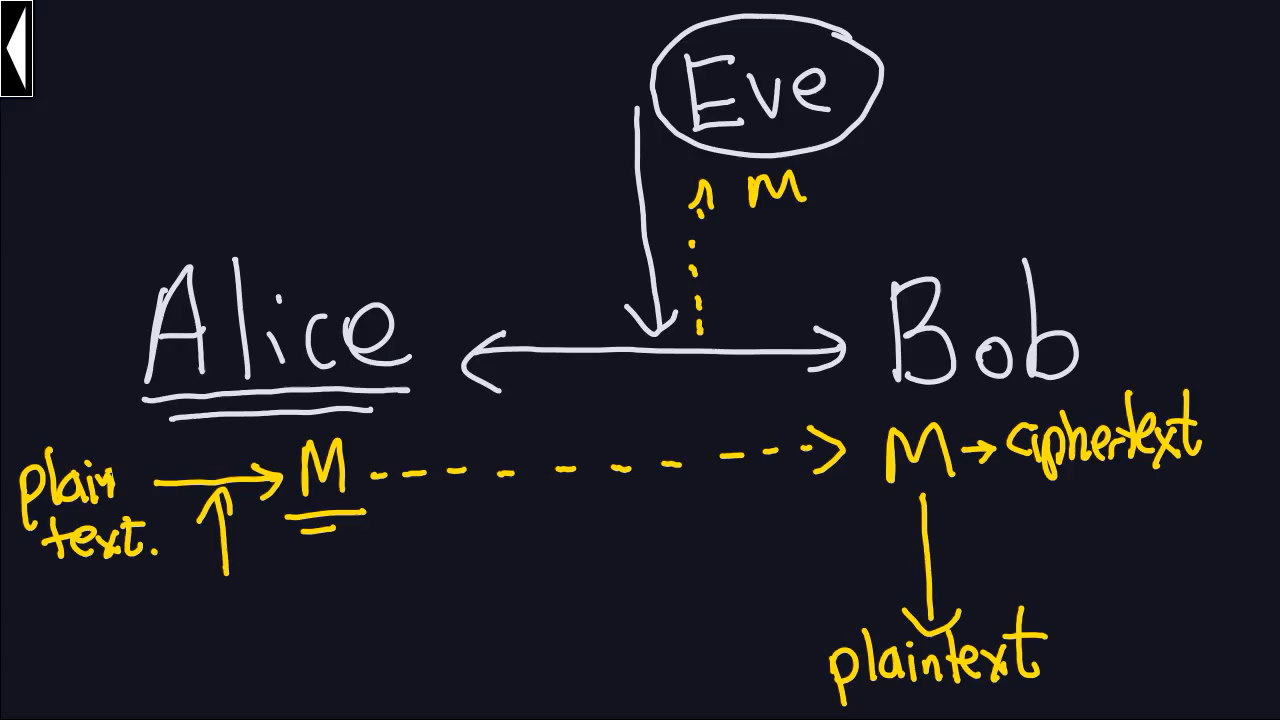 Eve
M
Alice
Bob
plain
text.
M
M → ciphertext
plaintext